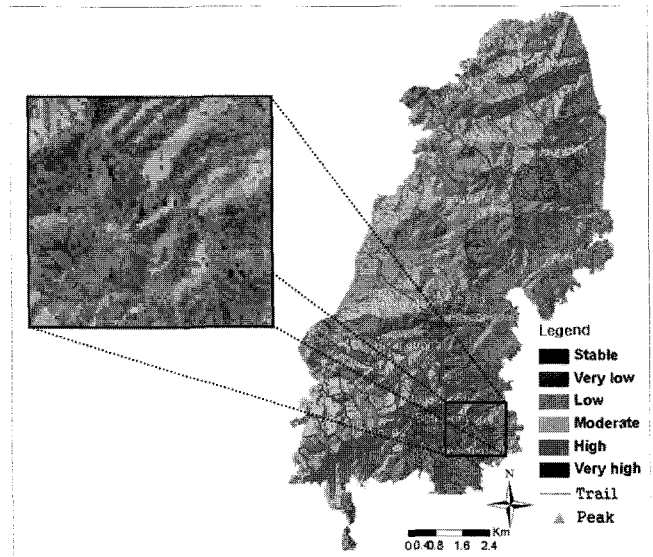 Legend
Stable
Very low
Low
Moderate
High
Very high
Trail
Peak
N
Km
0 0.4 0.8 1.6 2.4